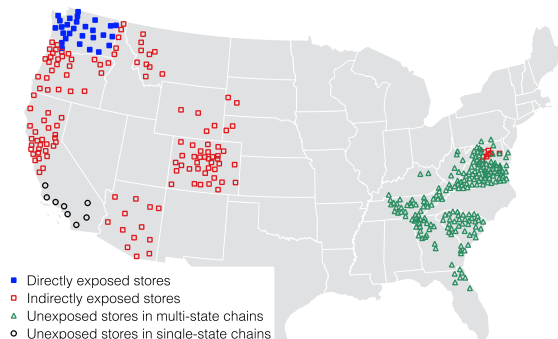 Directly exposed stores
Indirectly exposed stores
Unexposed stores in multi-state chains
Unexposed stores in single-state chains